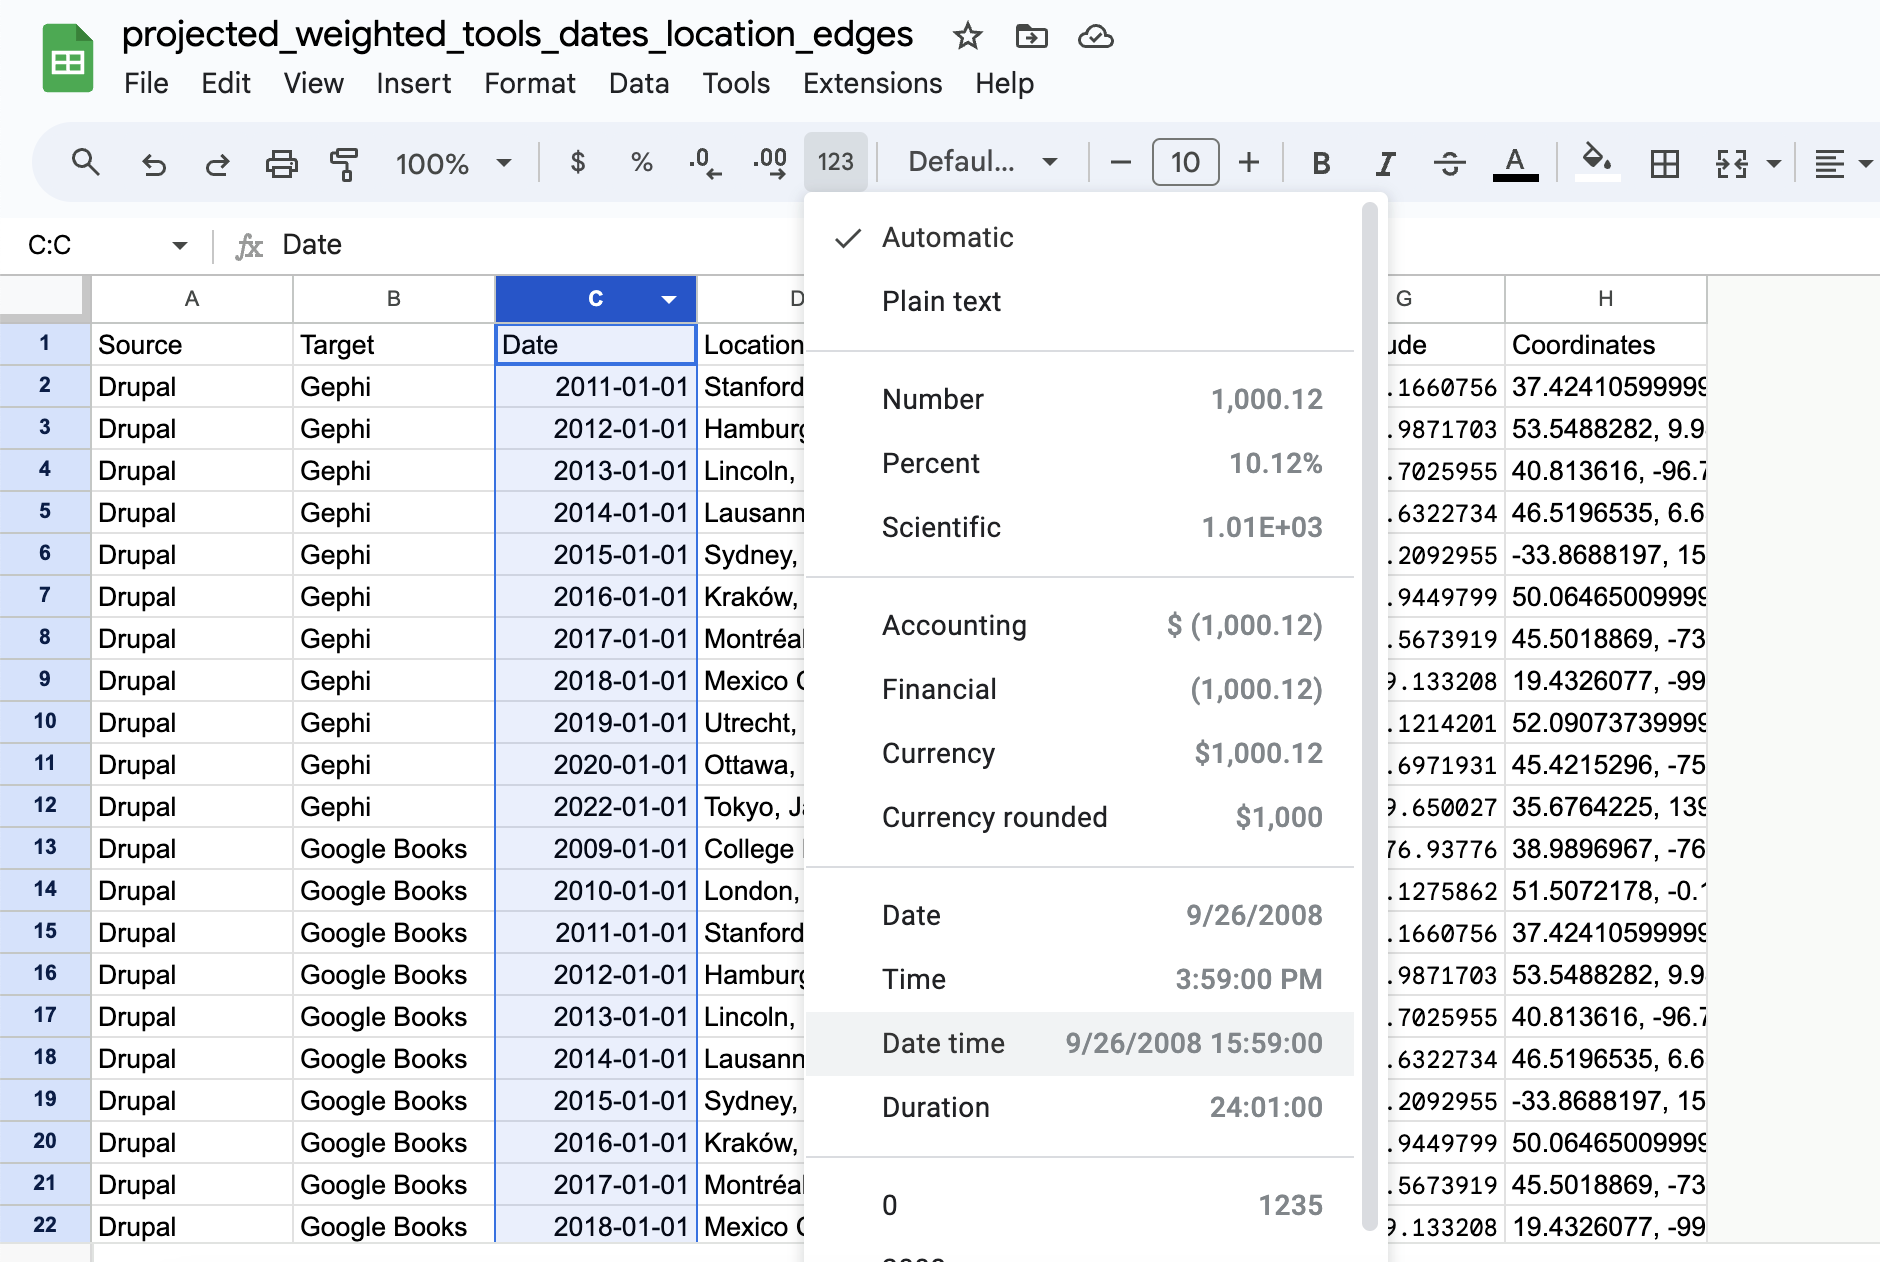 projected_weighted_tools_dates_location_edges
File Edit View Insert Format Data Tools Extensions Help
100% $ % .0 .00 123 Defaul... 10 B I A
C:C fx Date
A B C D G H
1 Source Target Date Location ude Coordinates
2 Drupal Gephi 2011-01-01 Stanford .1660756 37.42410599999
3 Drupal Gephi 2012-01-01 Hamburg .9871703 53.5488282, 9.9
4 Drupal Gephi 2013-01-01 Lincoln, .7025955 40.813616, -96.7
5 Drupal Gephi 2014-01-01 Lausann .6322734 46.5196535, 6.6
6 Drupal Gephi 2015-01-01 Sydney, .2092955 -33.8688197, 15
7 Drupal Gephi 2016-01-01 Kraków, .9449799 50.06465009999
8 Drupal Gephi 2017-01-01 Montréal .5673919 45.5018869, -73
9 Drupal Gephi 2018-01-01 Mexico 9.133208 19.4326077, -99
10 Drupal Gephi 2019-01-01 Utrecht, .1214201 52.09073739999
11 Drupal Gephi 2020-01-01 Ottawa, .6971931 45.4215296, -75
12 Drupal Gephi 2022-01-01 Tokyo, Ja 9.650027 35.6764225, 139
13 Drupal Google Books 2009-01-01 College 76.93776 38.9896967, -76
14 Drupal Google Books 2010-01-01 London, .1275862 51.5072178, -0.1
15 Drupal Google Books 2011-01-01 Stanford .1660756 37.42410599999
16 Drupal Google Books 2012-01-01 Hamburg .9871703 53.5488282, 9.9
17 Drupal Google Books 2013-01-01 Lincoln, .7025955 40.813616, -96.7
18 Drupal Google Books 2014-01-01 Lausann .6322734 46.5196535, 6.6
19 Drupal Google Books 2015-01-01 Sydney, .2092955 -33.8688197, 15
20 Drupal Google Books 2016-01-01 Kraków, .9449799 50.06465009999
21 Drupal Google Books 2017-01-01 Montréal .5673919 45.5018869, -73
22 Drupal Google Books 2018-01-01 Mexico 9.133208 19.4326077, -99
Automatic
Plain text
Number 1,000.12
Percent 10.12%
Scientific 1.01E+03
Accounting $ (1,000.12)
Financial (1,000.12)
Currency $1,000.12
Currency rounded $1,000
Date 9/26/2008
Time 3:59:00 PM
Date time 9/26/2008 15:59:00
Duration 24:01:00
0 1235